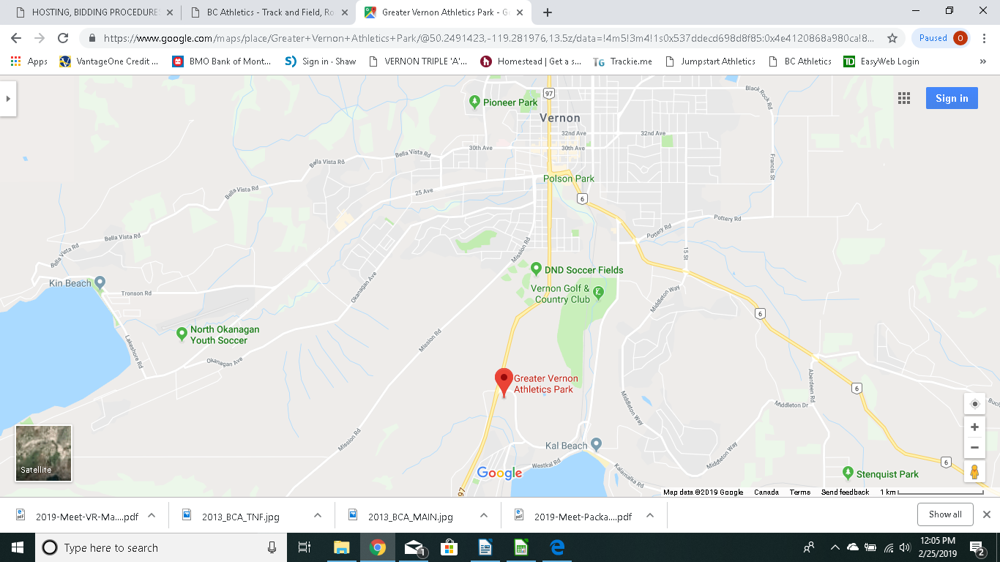 HOSTING, BIDDING PROCEDURES
BC Athletics - Track and Field, Ro
Greater Vernon Athletics Park - G
https://www.google.com/maps/place/Greater+Vernon+Athletics+Park/@50.2491423,-119.281976,13.5z/data=!4m5!3m4!1s0x537ddecd698d8f85:0x4e4120868a980ca!8...
Paused
O
Apps
VantageOne Credit ...
BMO Bank of Mont...
Sign in - Shaw
VERNON TRIPLE 'A'...
Homestead | Get a s...
Trackie.me
Jumpstart Athletics
BC Athletics
EasyWeb Login
»
Sign in
Pioneer Park
97
Vernon
Black Rock Rd
32nd Ave
32nd Ave
30th Ave
30th Ave
Bella Vista Rd
Bella Vista Rd
Francis St
Polson Park
Bella Vista Rd
25 Ave
6
Pottery Rd
Pottery Rd
Bella Vista Rd
Bella Vista Rd
Mission Rd
15 St
DND Soccer Fields
Kin Beach
Okanagan Ave
Vernon Golf &
Country Club
Middleton Way
Tronson Rd
6
North Okanagan
Youth Soccer
Mission Rd
Lakeshore Rd
Okanagan Ave
Greater Vernon
Athletics Park
Aberdeen Rd
6
Middleton Dr
Middleton Way
Mission Rd
Kal Beach
Middleton Way
Westkal Rd
Kalamalka Rd
6
Satellite
Google
97
Stenquist Park
Map data ©2019 Google
Canada
Terms
Send feedback
1 km
2019-Meet-VR-Ma....pdf
2013_BCA_TNF.jpg
2013_BCA_MAIN.jpg
2019-Meet-Packa....pdf
Show all
Type here to search
1
12:05 PM
2/25/2019
2